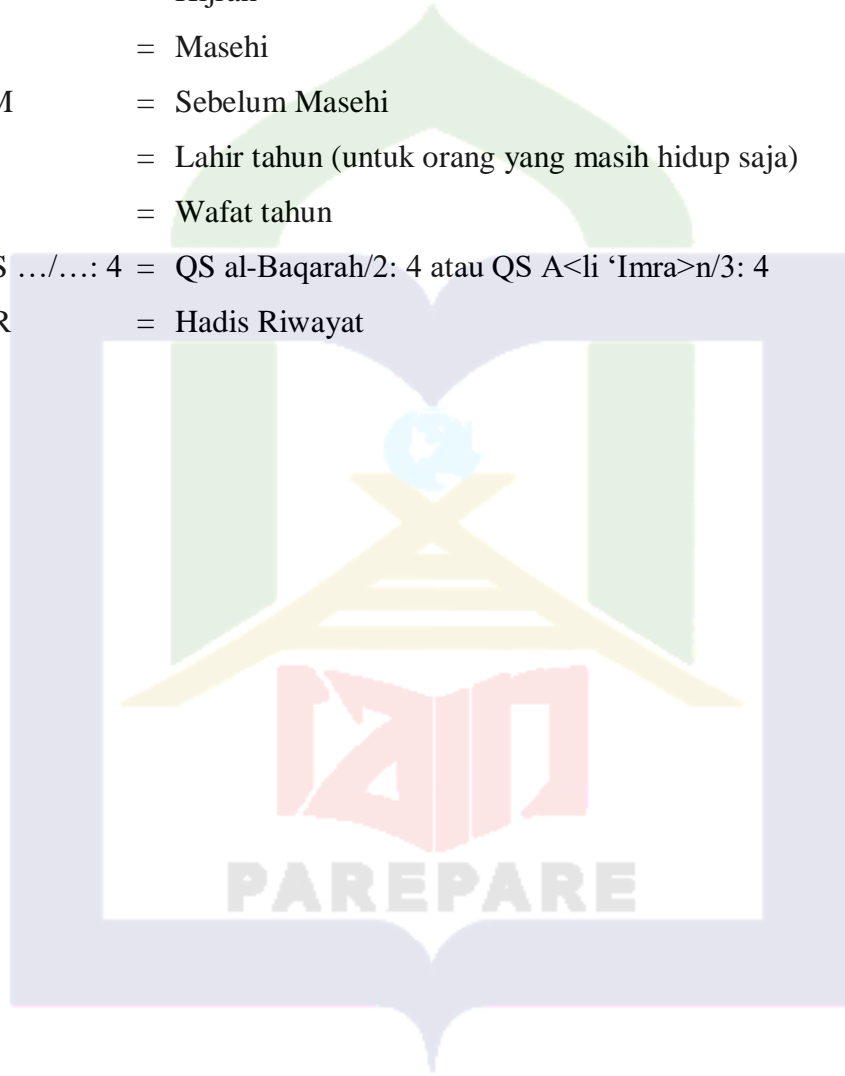 = Masehi
M = Sebelum Masehi
= Lahir tahun (untuk orang yang masih hidup saja)
= Wafat tahun
S …/…: 4 = QS al-Baqarah/2: 4 atau QS A<li ‘Imra>n/3: 4
R = Hadis Riwayat
iain
PAREPARE